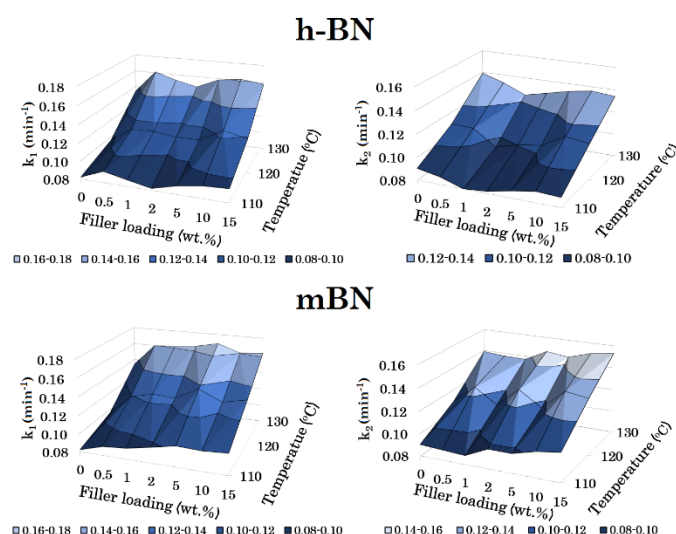 h-BN
0.18
0.16
0.14
0.12
0.10
0.08
k1 (min-1)
0 0.5 1 2 5 10 15
Filler loading (wt.%)
110 120 130
Temperatue (oC)
0.16-0.18 0.14-0.16 0.12-0.14 0.10-0.12 0.08-0.10
0.16
0.14
0.12
0.10
0.08
k2 (min-1)
0 0.5 1 2 5 10 15
Filler loading (wt.%)
110 120 130
Temperatue (oC)
0.12-0.14 0.10-0.12 0.08-0.10
mBN
0.18
0.16
0.14
0.12
0.10
0.08
k1 (min-1)
0 0.5 1 2 5 10 15
Filler loading (wt.%)
110 120 130
Temperatue (oC)
0.16-0.18 0.14-0.16 0.12-0.14 0.10-0.12 0.08-0.10
0.16
0.14
0.12
0.10
0.08
k2 (min-1)
0 0.5 1 2 5 10 15
Filler loading (wt.%)
110 120 130
Temperatue (oC)
0.14-0.16 0.12-0.14 0.10-0.12 0.08-0.10